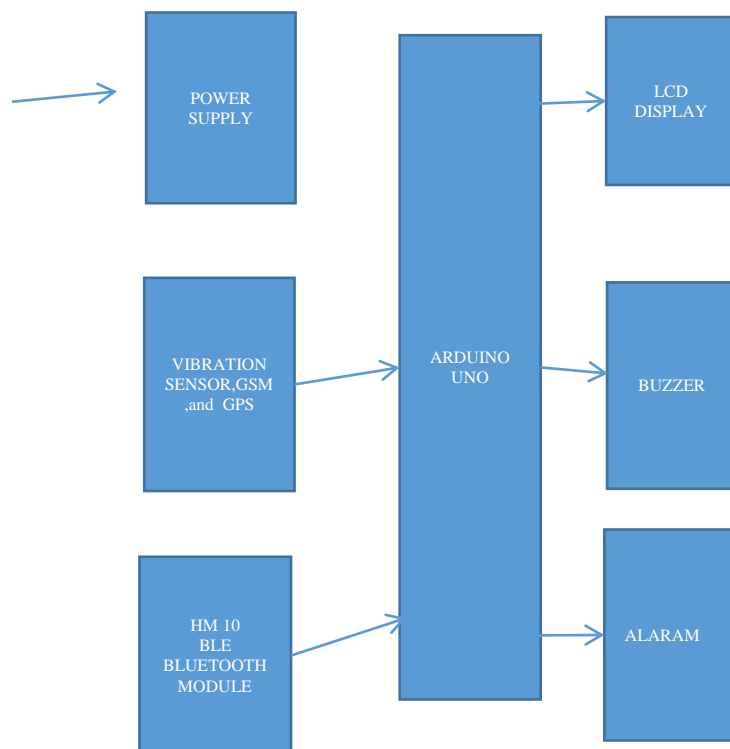 POWER
SUPPLY
LCD
DISPLAY
VIBRATION
SENSOR,GSM
,and GPS
ARDUINO
UNO
BUZZER
HM 10
BLE
BLUETOOTH
MODULE
ALARAM